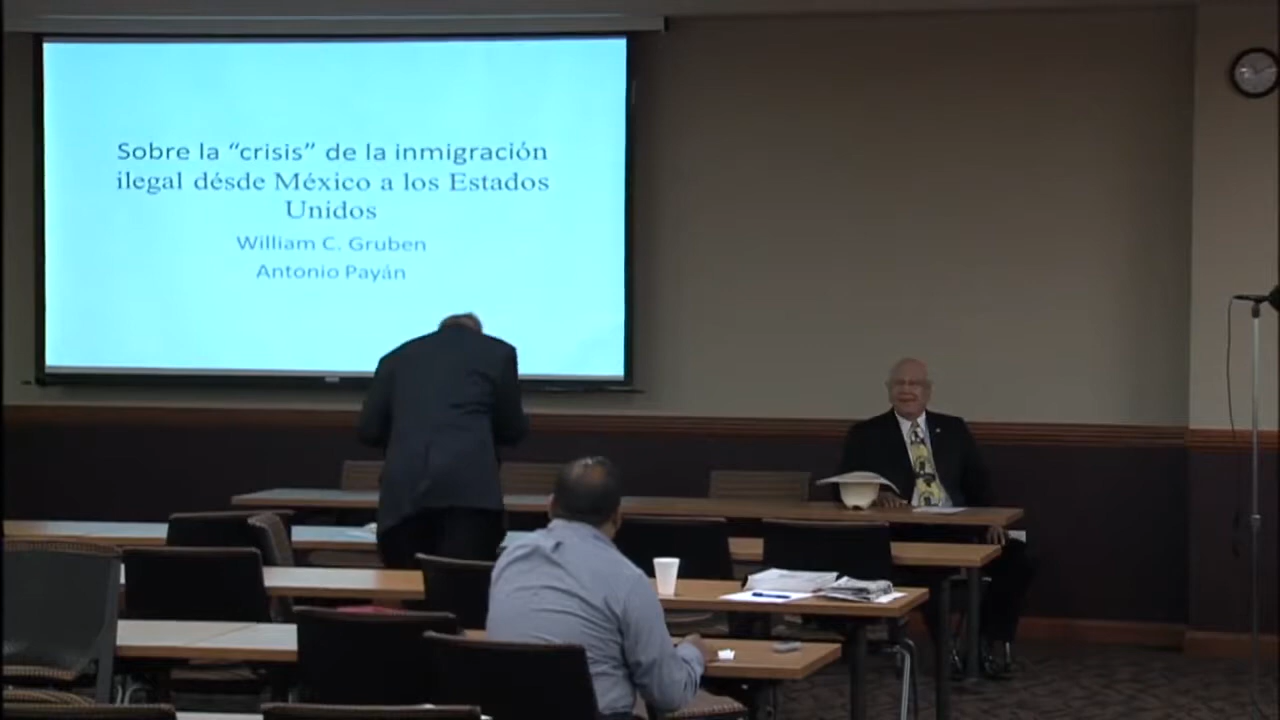 Sobre la “crisis” de la inmigración
ilegal désde México a los Estados
Unidos
William C. Gruben
Antonio Payán